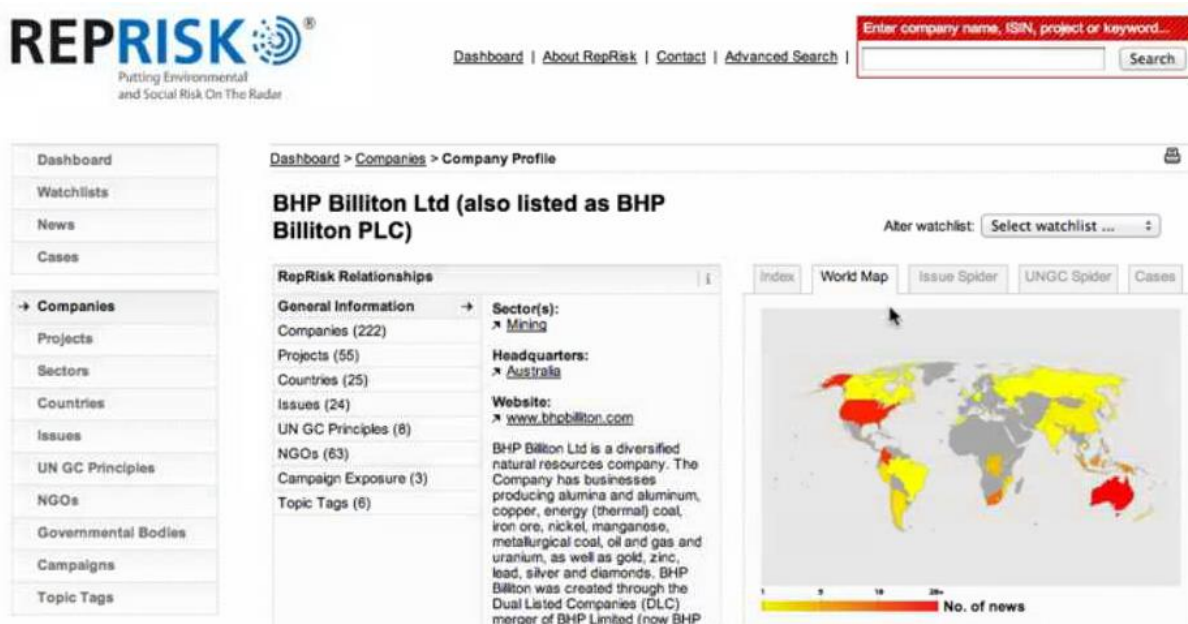 REPRISK®
Putting Environmental
and Social Risk On The Radar
Dashboard | About RepRisk | Contact | Advanced Search |
Enter company name, ISIN, project or keyword...
Search
Dashboard
Watchlists
News
Cases
→ Companies
Projects
Sectors
Countries
Issues
UN GC Principles
NGOs
Governmental Bodies
Campaigns
Topic Tags
Dashboard > Companies > Company Profile
BHP Billiton Ltd (also listed as BHP
Billiton PLC)
Alter watchlist: Select watchlist ...
RepRisk Relationships i
General Information →
Companies (222)
Projects (55)
Countries (25)
Issues (24)
UN GC Principles (8)
NGOs (63)
Campaign Exposure (3)
Topic Tags (6)
Sector(s):
Mining
Headquarters:
Australia
Website:
www.bhpbilliton.com
BHP Billiton Ltd is a diversified
natural resources company. The
Company has businesses
producing alumina and aluminum,
copper, energy (thermal) coal,
iron ore, nickel, manganese,
metallurgical coal, oil and gas and
uranium, as well as gold, zinc,
lead, silver and diamonds. BHP
Billiton was created through the
Dual Listed Companies (DLC)
merger of BHP Limited (now BHP
Index World Map Issue Spider UNGC Spider Cases
1 5 10 20+
No. of news